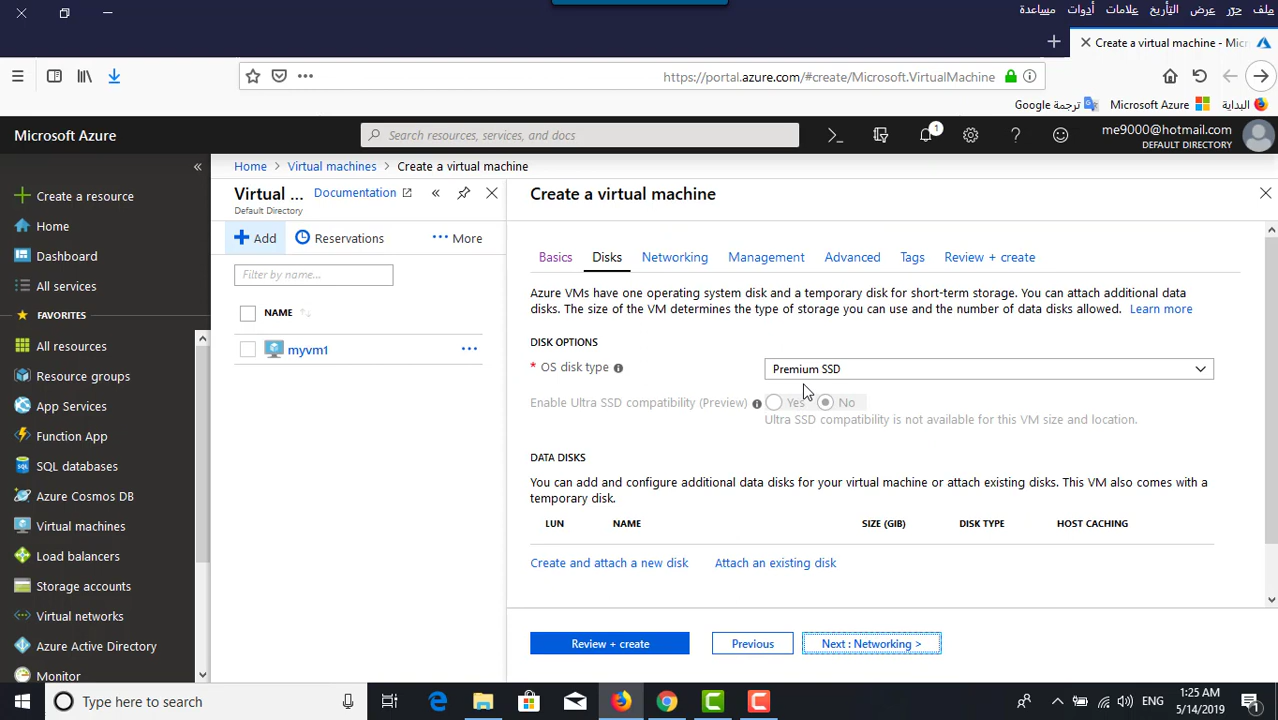 ملف
حرّر
عرض
التأريخ
علامات
أدوات
مساعدة
Create a virtual machine - Micr
https://portal.azure.com/#create/Microsoft.VirtualMachine
البداية
Microsoft Azure
ترجمة Google
Microsoft Azure
Search resources, services, and docs
1
me9000@hotmail.com
DEFAULT DIRECTORY
Create a resource
Home
Dashboard
All services
FAVORITES
All resources
Resource groups
App Services
Function App
SQL databases
Azure Cosmos DB
Virtual machines
Load balancers
Storage accounts
Virtual networks
Azure Active Directory
Monitor
Home > Virtual machines > Create a virtual machine
Virtual ...
Documentation
Default Directory
Add
Reservations
More
Filter by name...
NAME
myvm1
Create a virtual machine
Basics Disks Networking Management Advanced Tags Review + create
Azure VMs have one operating system disk and a temporary disk for short-term storage. You can attach additional data
disks. The size of the VM determines the type of storage you can use and the number of data disks allowed. Learn more
DISK OPTIONS
* OS disk type
Premium SSD
Enable Ultra SSD compatibility (Preview)
Yes
No
Ultra SSD compatibility is not available for this VM size and location.
DATA DISKS
You can add and configure additional data disks for your virtual machine or attach existing disks. This VM also comes with a
temporary disk.
LUN NAME SIZE (GIB) DISK TYPE HOST CACHING
Create and attach a new disk
Attach an existing disk
Review + create
Previous
Next : Networking >
Type here to search
ENG
1:25 AM
5/14/2019
1